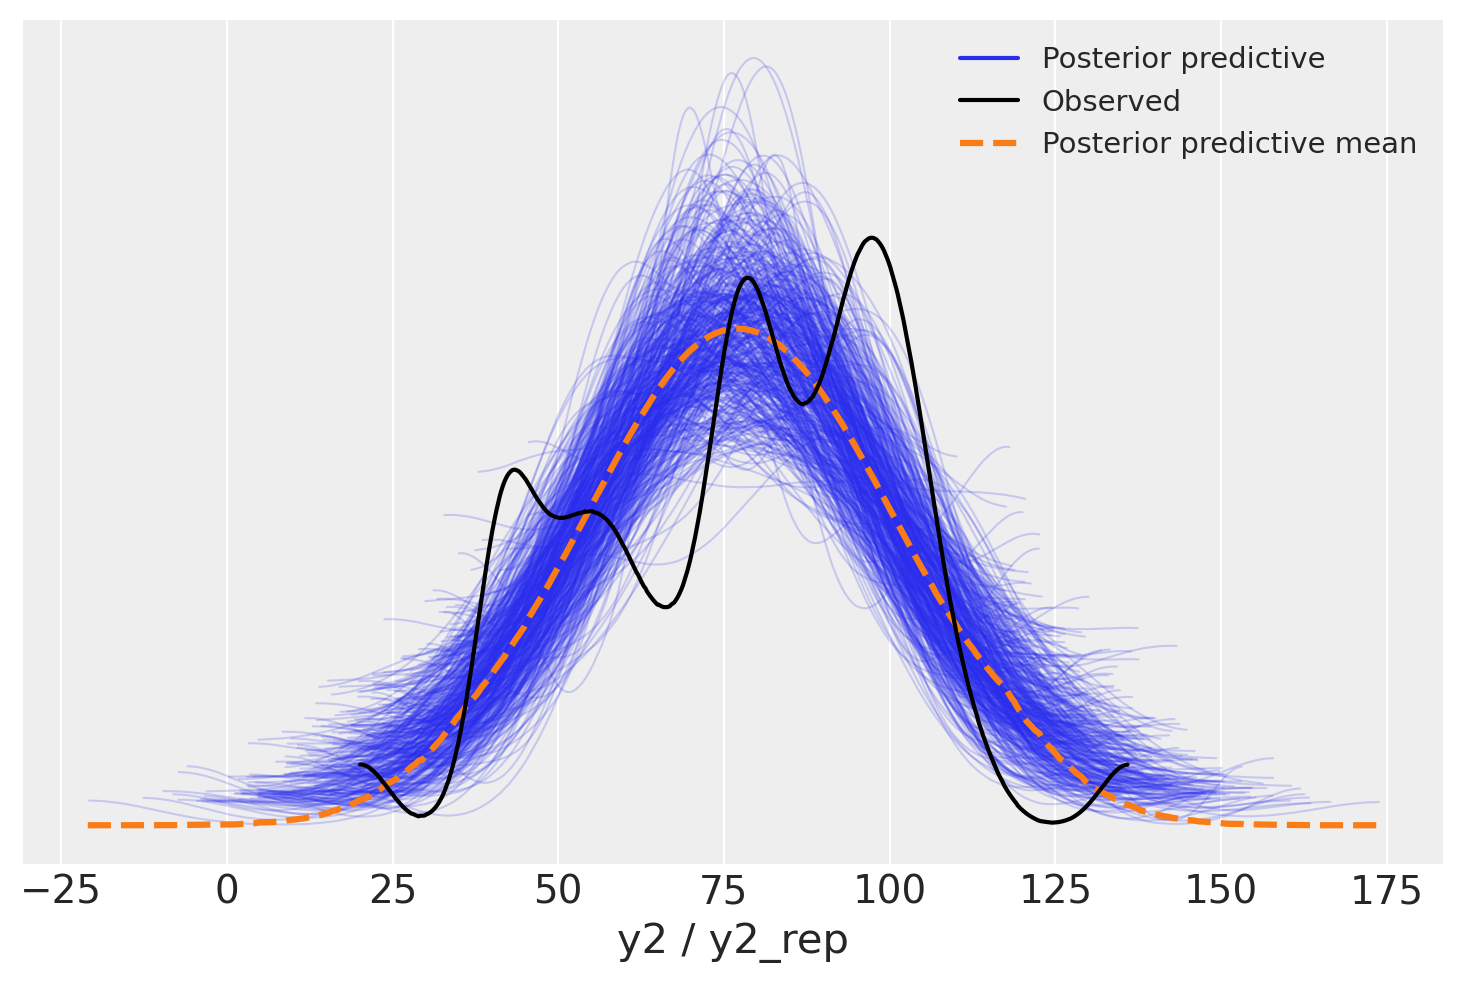 Posterior predictive
Observed
Posterior predictive mean
−25 0 25 50 75 100 125 150 175
y2 / y2_rep